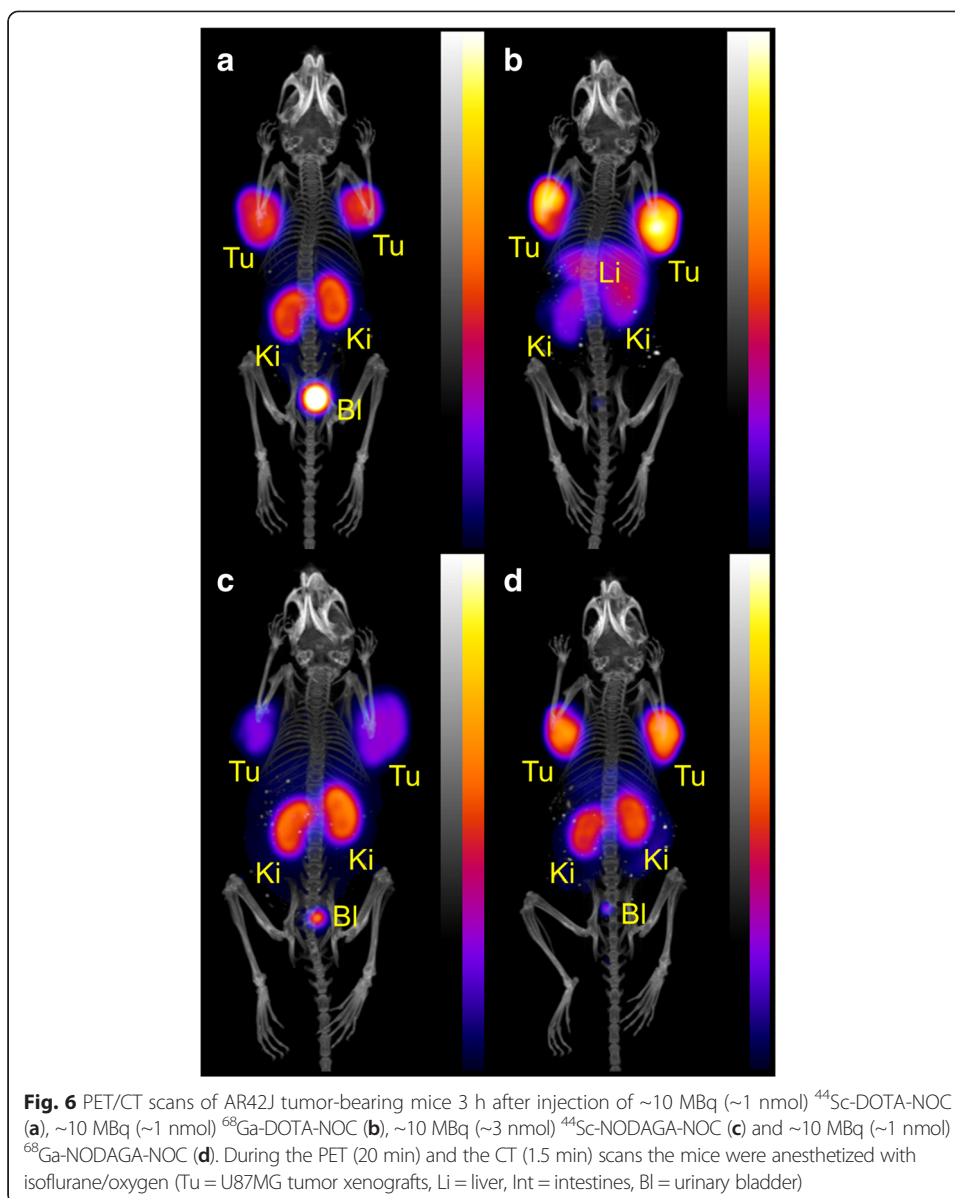 a
b
Tu
Tu
Tu
Tu
Li
Ki
Ki
Ki
Ki
Bl
c
d
Tu
Tu
Tu
Tu
Ki
Ki
Ki
Ki
Bl
Bl
Fig. 6 PET/CT scans of AR42J tumor-bearing mice 3 h after injection of ~10 MBq (~1 nmol) ⁴⁴Sc-DOTA-NOC
(a), ~10 MBq (~1 nmol) ⁶⁸Ga-DOTA-NOC (b), ~10 MBq (~3 nmol) ⁴⁴Sc-NODAGA-NOC (c) and ~10 MBq (~1 nmol)
⁶⁸Ga-NODAGA-NOC (d). During the PET (20 min) and the CT (1.5 min) scans the mice were anesthetized with
isoflurane/oxygen (Tu = U87MG tumor xenografts, Li = liver, Int = intestines, Bl = urinary bladder)